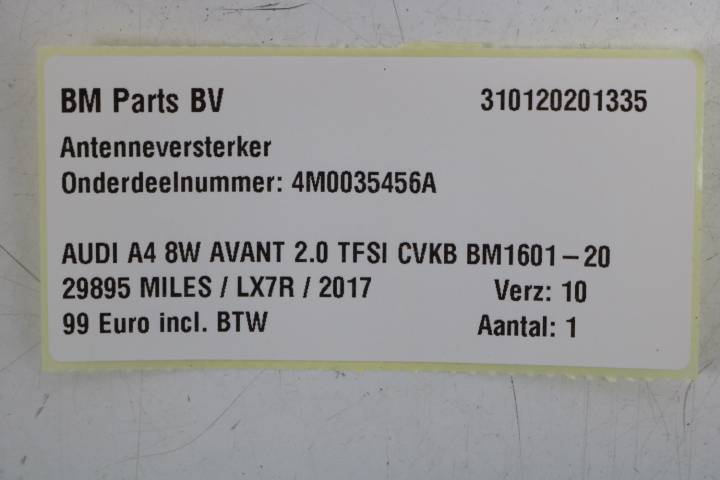 BM Parts BV 310120201335
Antenneversterker
Onderdeelnummer: 4M0035456A
AUDI A4 8W AVANT 2.0 TFSI CVKB BM1601-20
29895 MILES / LX7R / 2017 Verz: 10
99 Euro incl. BTW Aantal: 1